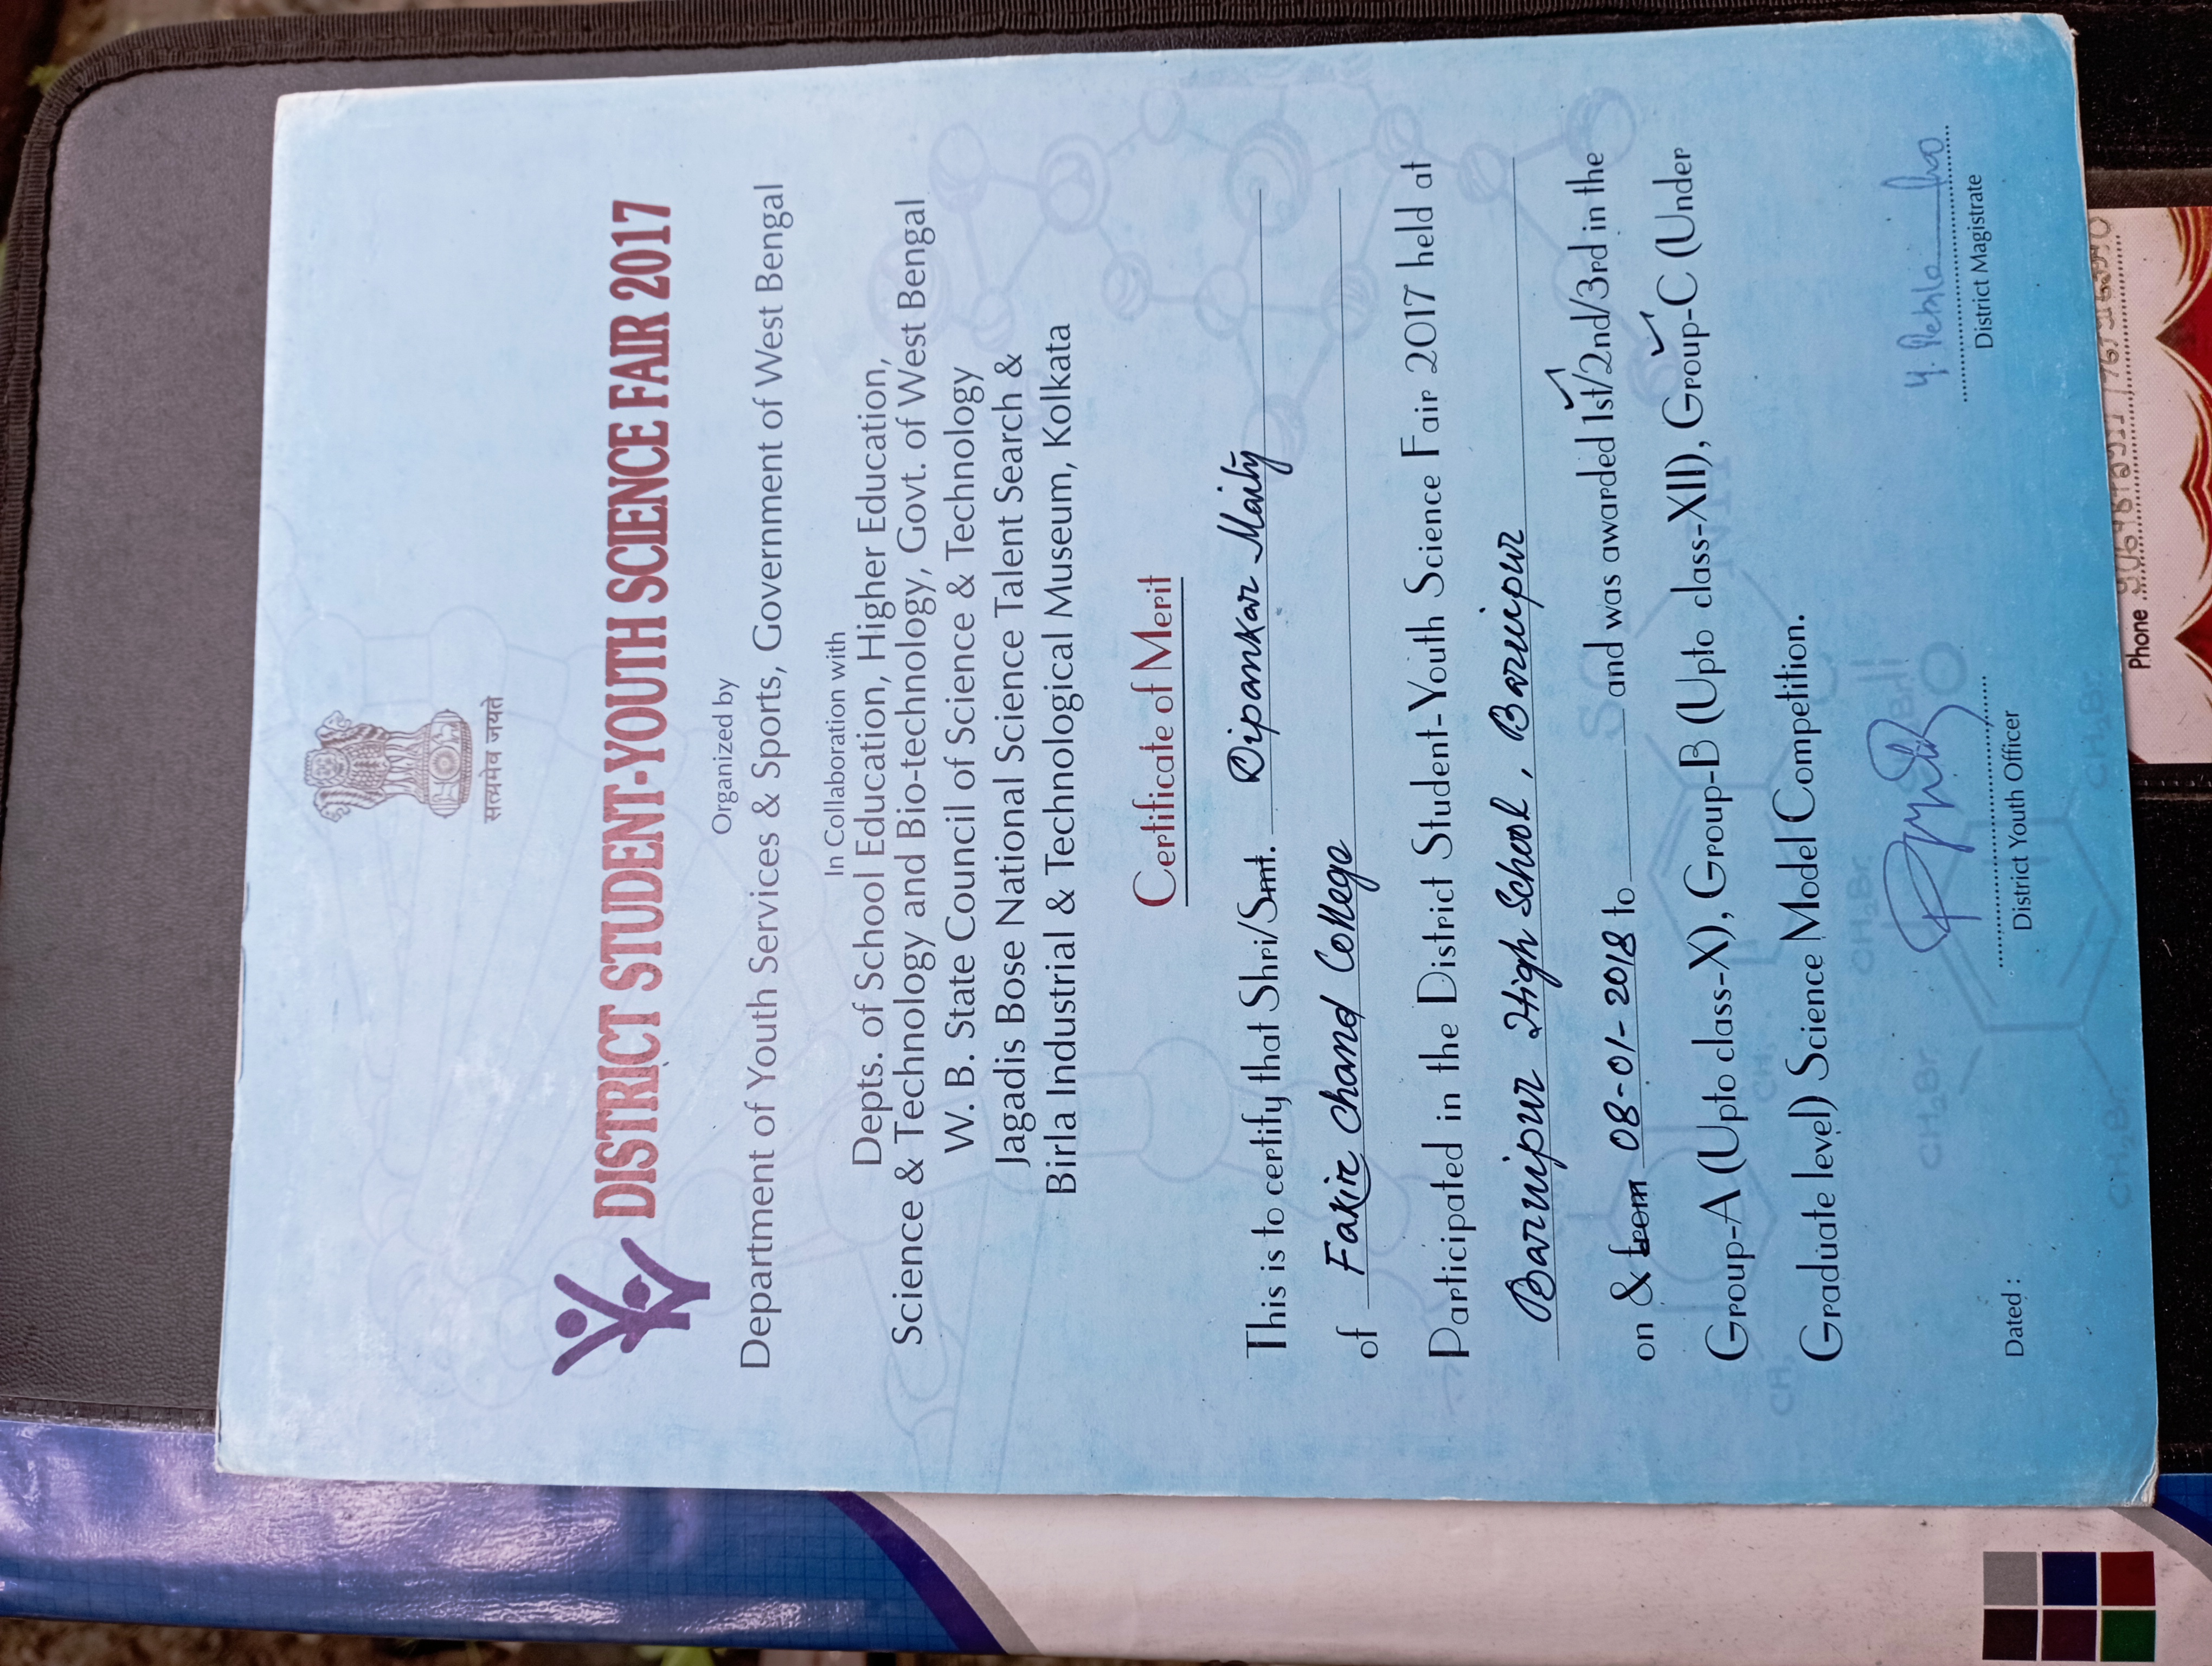 सत्यमेव जयते
DISTRICT STUDENT-YOUTH SCIENCE FAIR 2017
Organized by
Department of Youth Services & Sports, Government of West Bengal
In Collaboration with
Depts. of School Education, Higher Education,
Science & Technology and Bio-technology, Govt. of West Bengal
W. B. State Council of Science & Technology
Jagadis Bose National Science Talent Search &
Birla Industrial & Technological Museum, Kolkata
Certificate of Merit
This is to certify that Shri/Smt. Dipankar Maity
of Fakir Chand College
Participated in the District Student-Youth Science Fair 2017 held at
Baruipur High School, Baruipur
on & from 08-01-2018 to and was awarded 1st/2nd/3rd in the
Group-A (Upto class-X), Group-B (Upto class-XII), Group-C (Under
Graduate level) Science Model Competition.
Dated :
District Youth Officer
District Magistrate
Phone